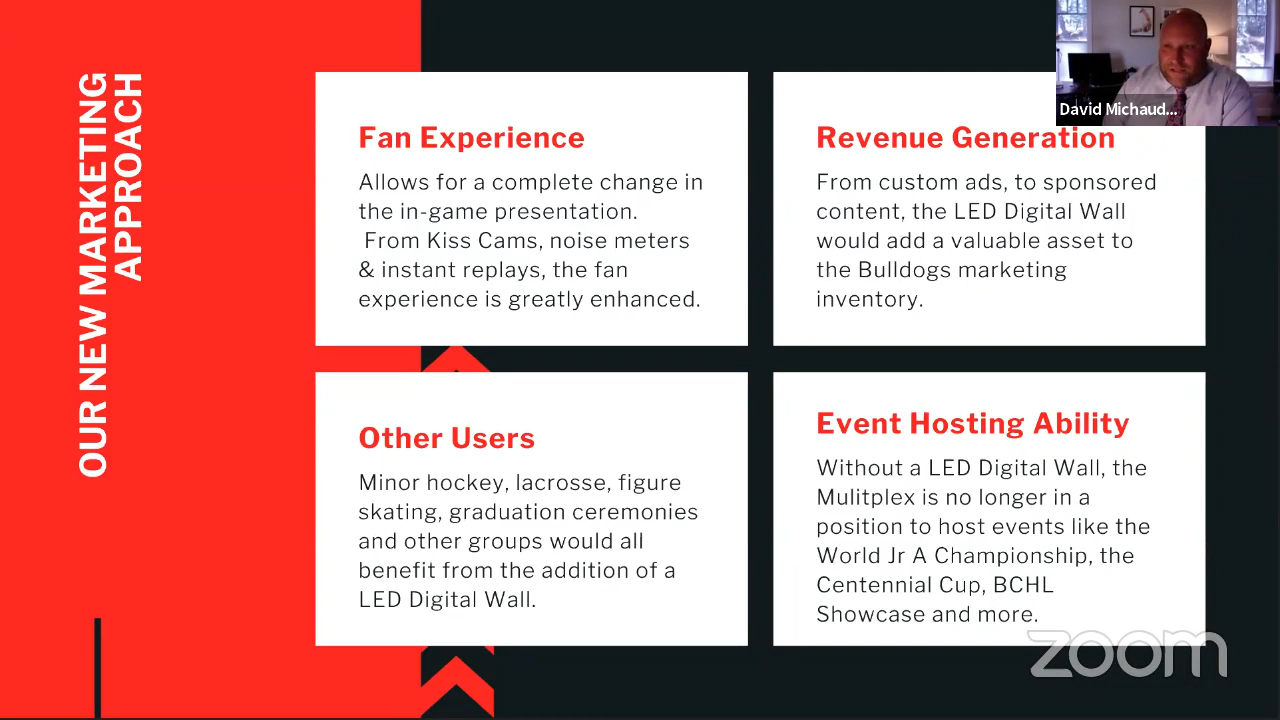 OUR NEW MARKETING
APPROACH
Fan Experience
Allows for a complete change in
the in-game presentation.
From Kiss Cams, noise meters
& instant replays, the fan
experience is greatly enhanced.
David Michaud...
Revenue Generation
From custom ads, to sponsored
content, the LED Digital Wall
would add a valuable asset to
the Bulldogs marketing
inventory.
Other Users
Minor hockey, lacrosse, figure
skating, graduation ceremonies
and other groups would all
benefit from the addition of a
LED Digital Wall.
Event Hosting Ability
Without a LED Digital Wall, the
Mulitplex is no longer in a
position to host events like the
World Jr A Championship, the
Centennial Cup, BCHL
Showcase and more.
zoom